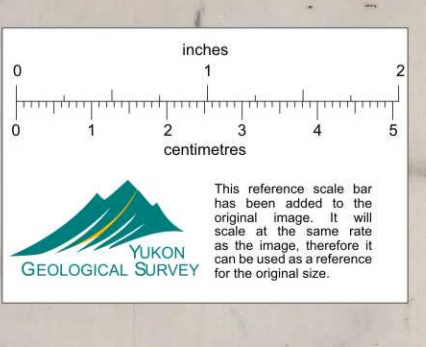 inches
0 1 2
0 1 2 3 4 5
centimetres
This reference scale bar
has been added to the
original image. It will
scale at the same rate
as the image, therefore it
can be used as a reference
for the original size.
YUKON
GEOLOGICAL SURVEY